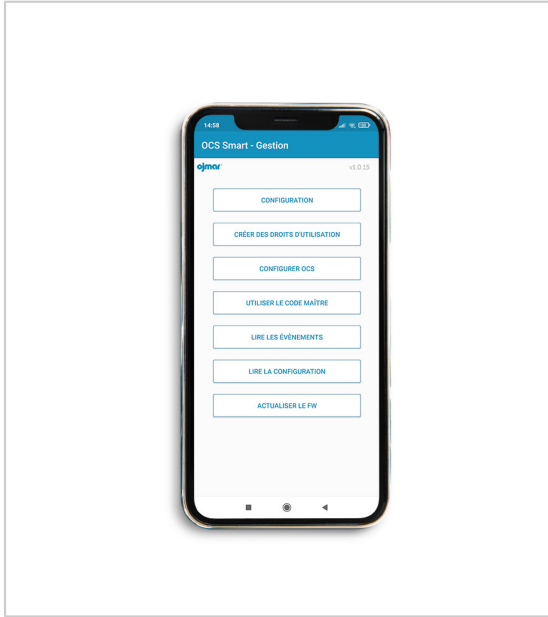 14:58
OCS Smart - Gestion
ojmar
v1.0.15
CONFIGURATION
CRÉER DES DROITS D'UTILISATION
CONFIGURER OCS
UTILISER LE CODE MAÎTRE
LIRE LES ÉVÈNEMENTS
LIRE LA CONFIGURATION
ACTUALISER LE FW